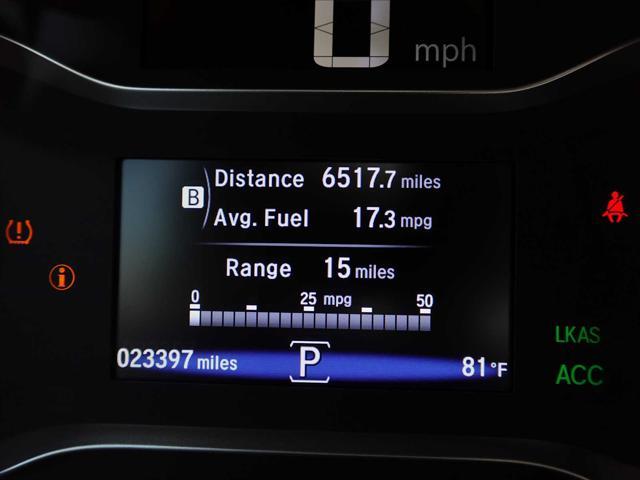 0 mph
Distance 6517.7 miles
B
Avg. Fuel 17.3 mpg
Range 15 miles
0 25 mpg 50
LKAS
023397 miles P 81°F
ACC